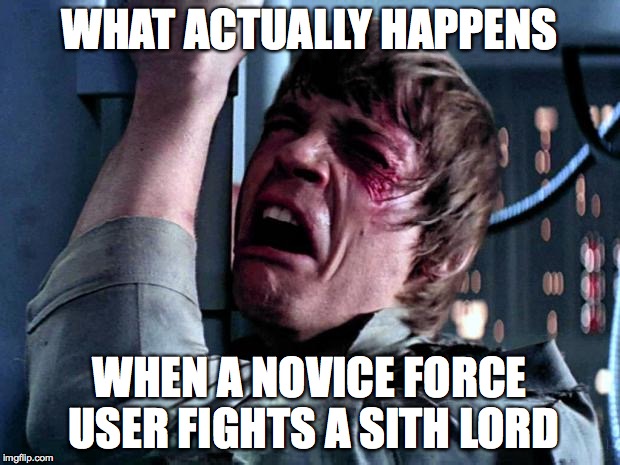 WHAT ACTUALLY HAPPENS
WHEN A NOVICE FORCE
USER FIGHTS A SITH LORD
imgflip.com